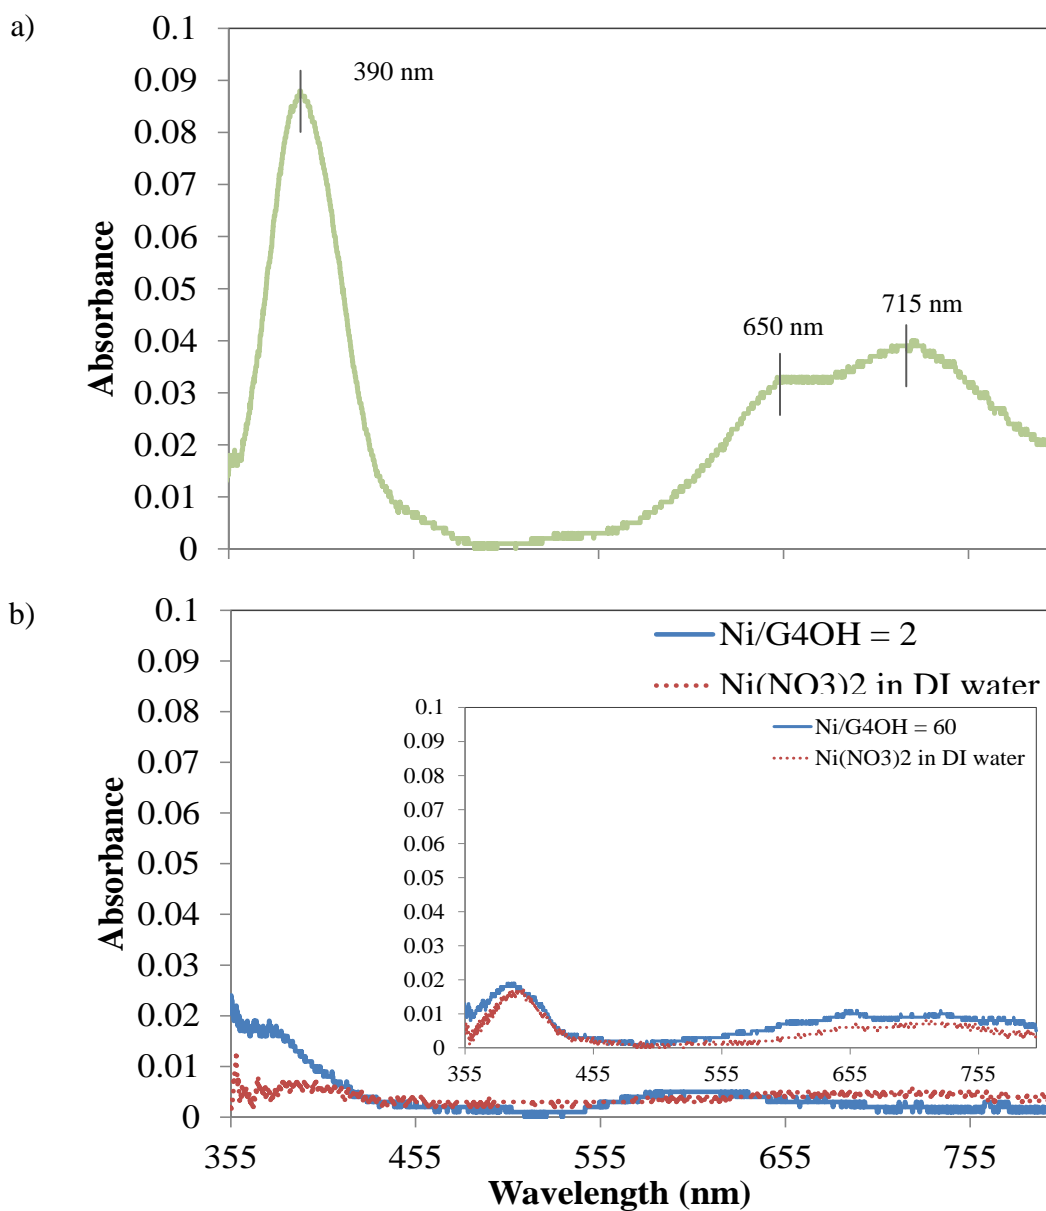 a)
0.1
0.09
0.08
0.07
0.06
0.05
0.04
0.03
0.02
0.01
0
Absorbance
390 nm
650 nm
715 nm
b)
0.1
0.09
0.08
0.07
0.06
0.05
0.04
0.03
0.02
0.01
0
Absorbance
Ni/G4OH = 2
Ni(NO3)2 in DI water
0.1
0.09
0.08
0.07
0.06
0.05
0.04
0.03
0.02
0.01
0
Ni/G4OH = 60
Ni(NO3)2 in DI water
355 455 555 655 755
355 455 555 655 755
Wavelength (nm)